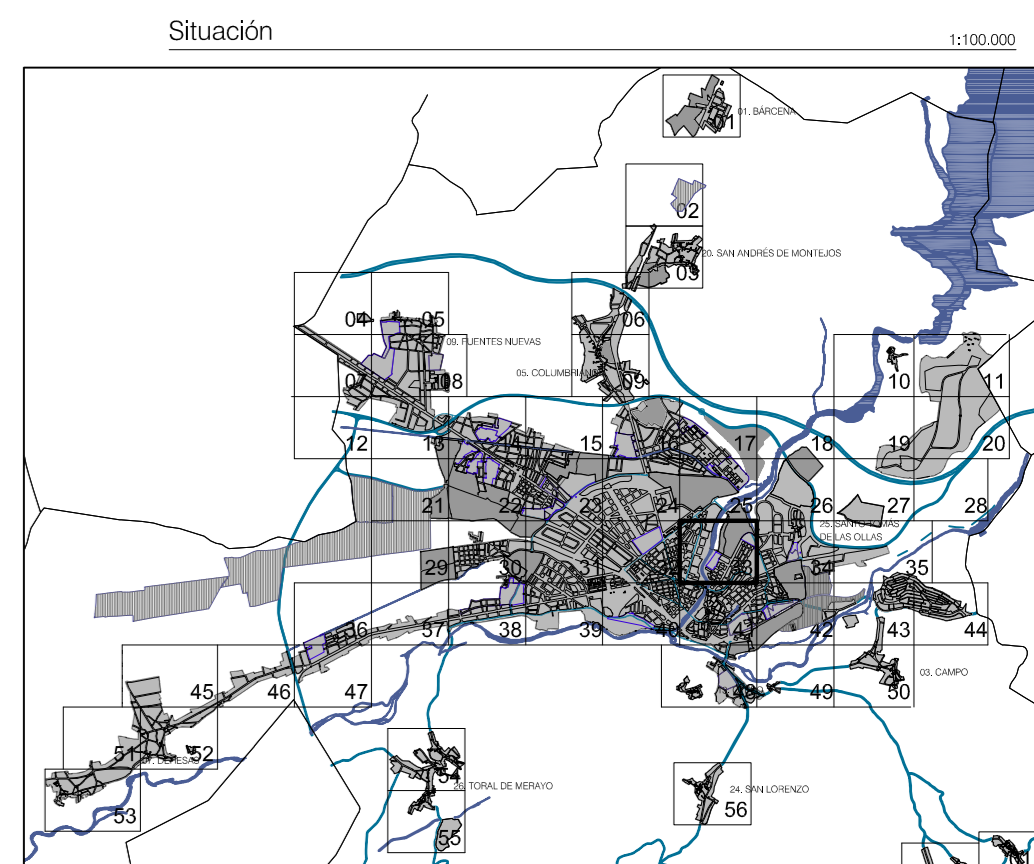 Situación
1:100.000
01
01. BÁRCENA
02
20. SAN ANDRÉS DE MONTEJOS
03
04 05 06
09. FUENTES NUEVAS
05. COLUMBRIANOS
07 08 09 10 11
12 13 14 15 16 17 18 19 20
21 22 23 24 25 26 27 28
25. SANTO TOMÁS
DE LAS OLLAS
29 30 31 33 34 35
36 37 38 39 40 41 42 43 44
03. CAMPO
45 46 47 48 49 50
51 52
07. DEHESAS
53 54
26. TORAL DE MERAYO
24. SAN LORENZO
55 56